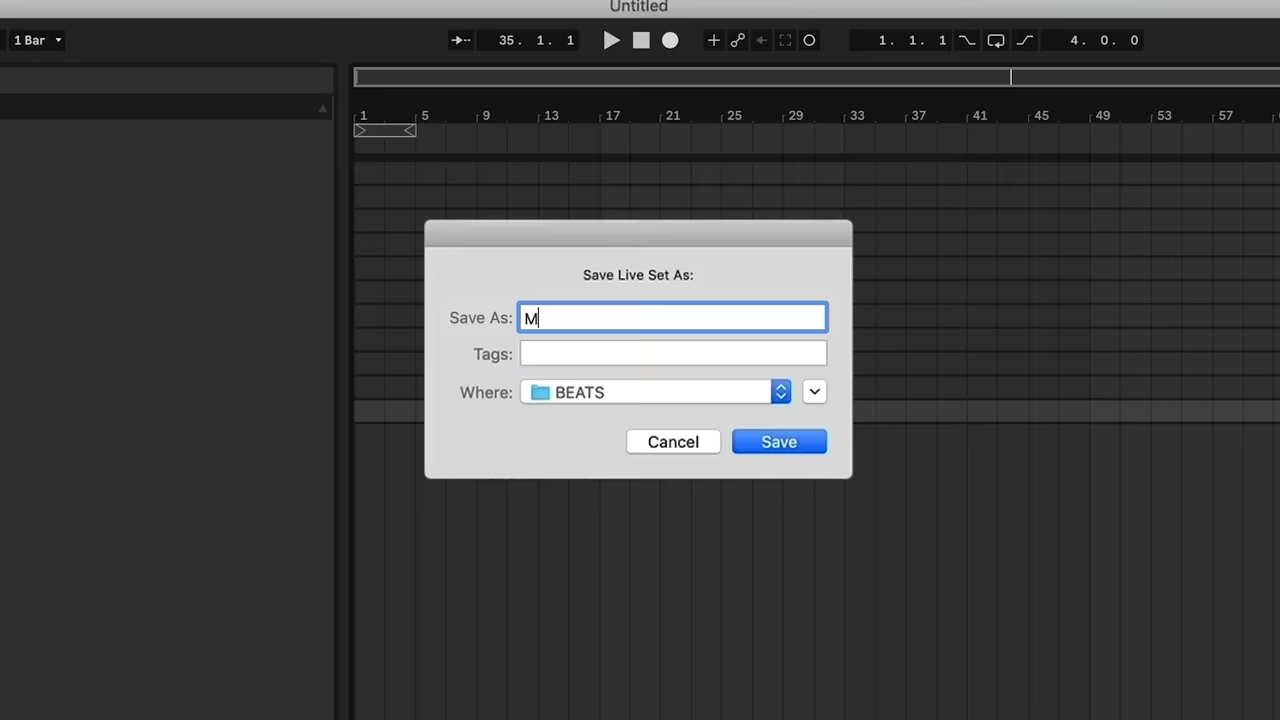 Untitled
1 Bar 35. 1. 1 1. 1. 1 4. 0. 0
1 5 9 13 17 21 25 29 33 37 41 45 49 53 57
Save Live Set As:
Save As: M
Tags:
Where: BEATS
Cancel Save